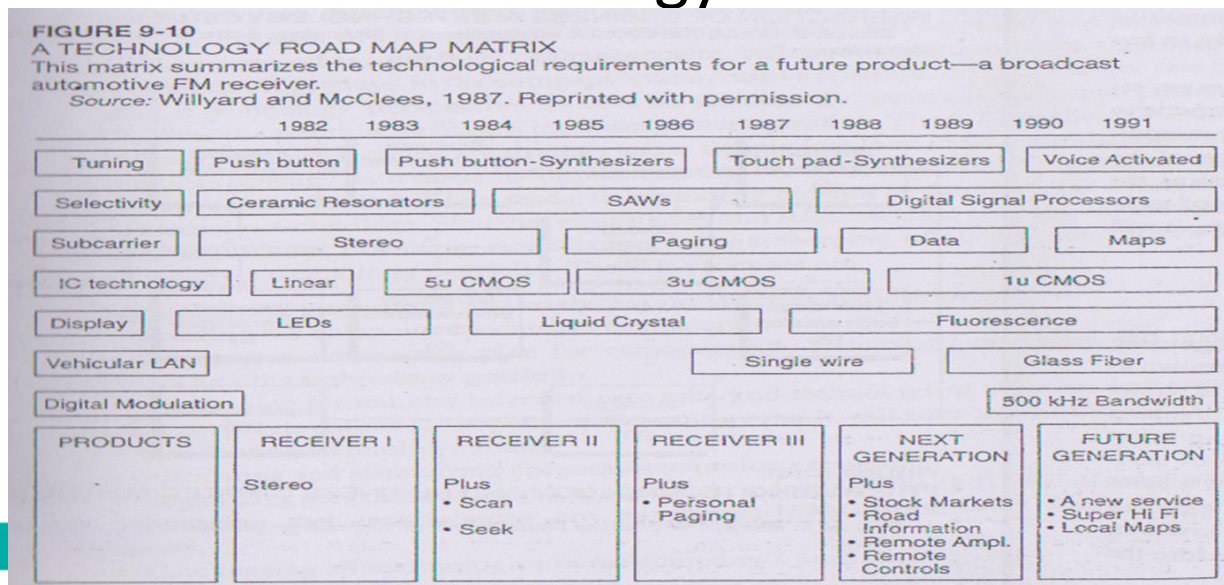 gy
FIGURE 9-10
A TECHNOLOGY ROAD MAP MATRIX
This matrix summarizes the technological requirements for a future product—a broadcast
automotive FM receiver.
Source: Willyard and McClees, 1987. Reprinted with permission.
1982 1983 1984 1985 1986 1987 1988 1989 1990 1991
Tuning Push button Push button-Synthesizers Touch pad-Synthesizers Voice Activated
Selectivity Ceramic Resonators SAWs Digital Signal Processors
Subcarrier Stereo Paging Data Maps
IC technology Linear 5u CMOS 3u CMOS 1u CMOS
Display LEDs Liquid Crystal Fluorescence
Vehicular LAN Single wire Glass Fiber
Digital Modulation 500 kHz Bandwidth
PRODUCTS
RECEIVER I
Stereo
RECEIVER II
Plus
• Scan
• Seek
RECEIVER III
Plus
Personal
Paging
NEXT
GENERATION
Plus
• Stock Markets
• Road
Information
• Remote Ampl.
• Remote
Controls
FUTURE
GENERATION
• A new service
• Super Hi Fi
• Local Maps